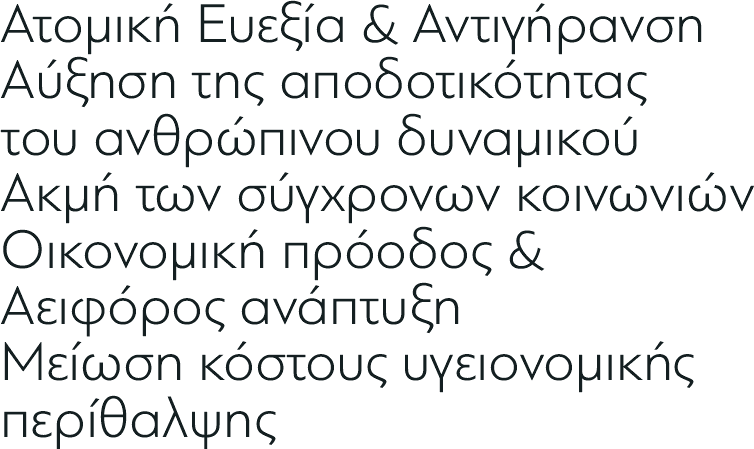 Ατομική Ευεξία & Αντιγήρανση
Αύξηση της αποδοτικότητας
του ανθρώπινου δυναμικού
Ακμή των σύγχρονων κοινωνιών
Οικονομική πρόοδος &
Αειφόρος ανάπτυξη
Μείωση κόστους υγειονομικής
περίθαλψης